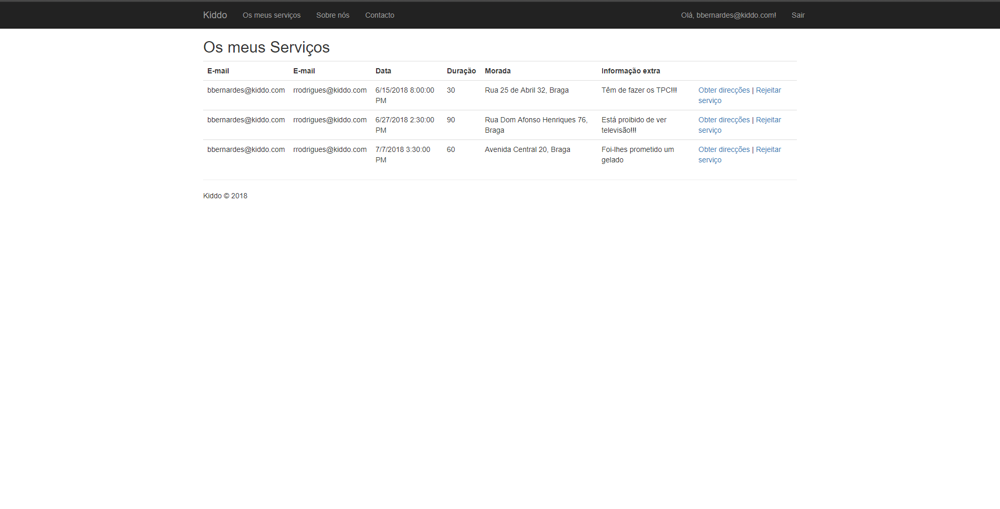 Kiddo Os meus serviços Sobre nós Contacto Olá, bbernardes@kiddo.com! Sair
Os meus Serviços
E-mail E-mail Data Duração Morada Informação extra
bbernardes@kiddo.com rrodrigues@kiddo.com 6/15/2018 8:00:00 30 Rua 25 de Abril 32, Braga Têm de fazer os TPC!!! Obter direcções | Rejeitar
PM serviço
bbernardes@kiddo.com rrodrigues@kiddo.com 6/27/2018 2:30:00 90 Rua Dom Afonso Henriques 76, Está proibido de ver Obter direcções | Rejeitar
PM Braga televisão!!! serviço
bbernardes@kiddo.com rrodrigues@kiddo.com 7/7/2018 3:30:00 60 Avenida Central 20, Braga Foi-lhes prometido um Obter direcções | Rejeitar
PM gelado serviço
Kiddo © 2018